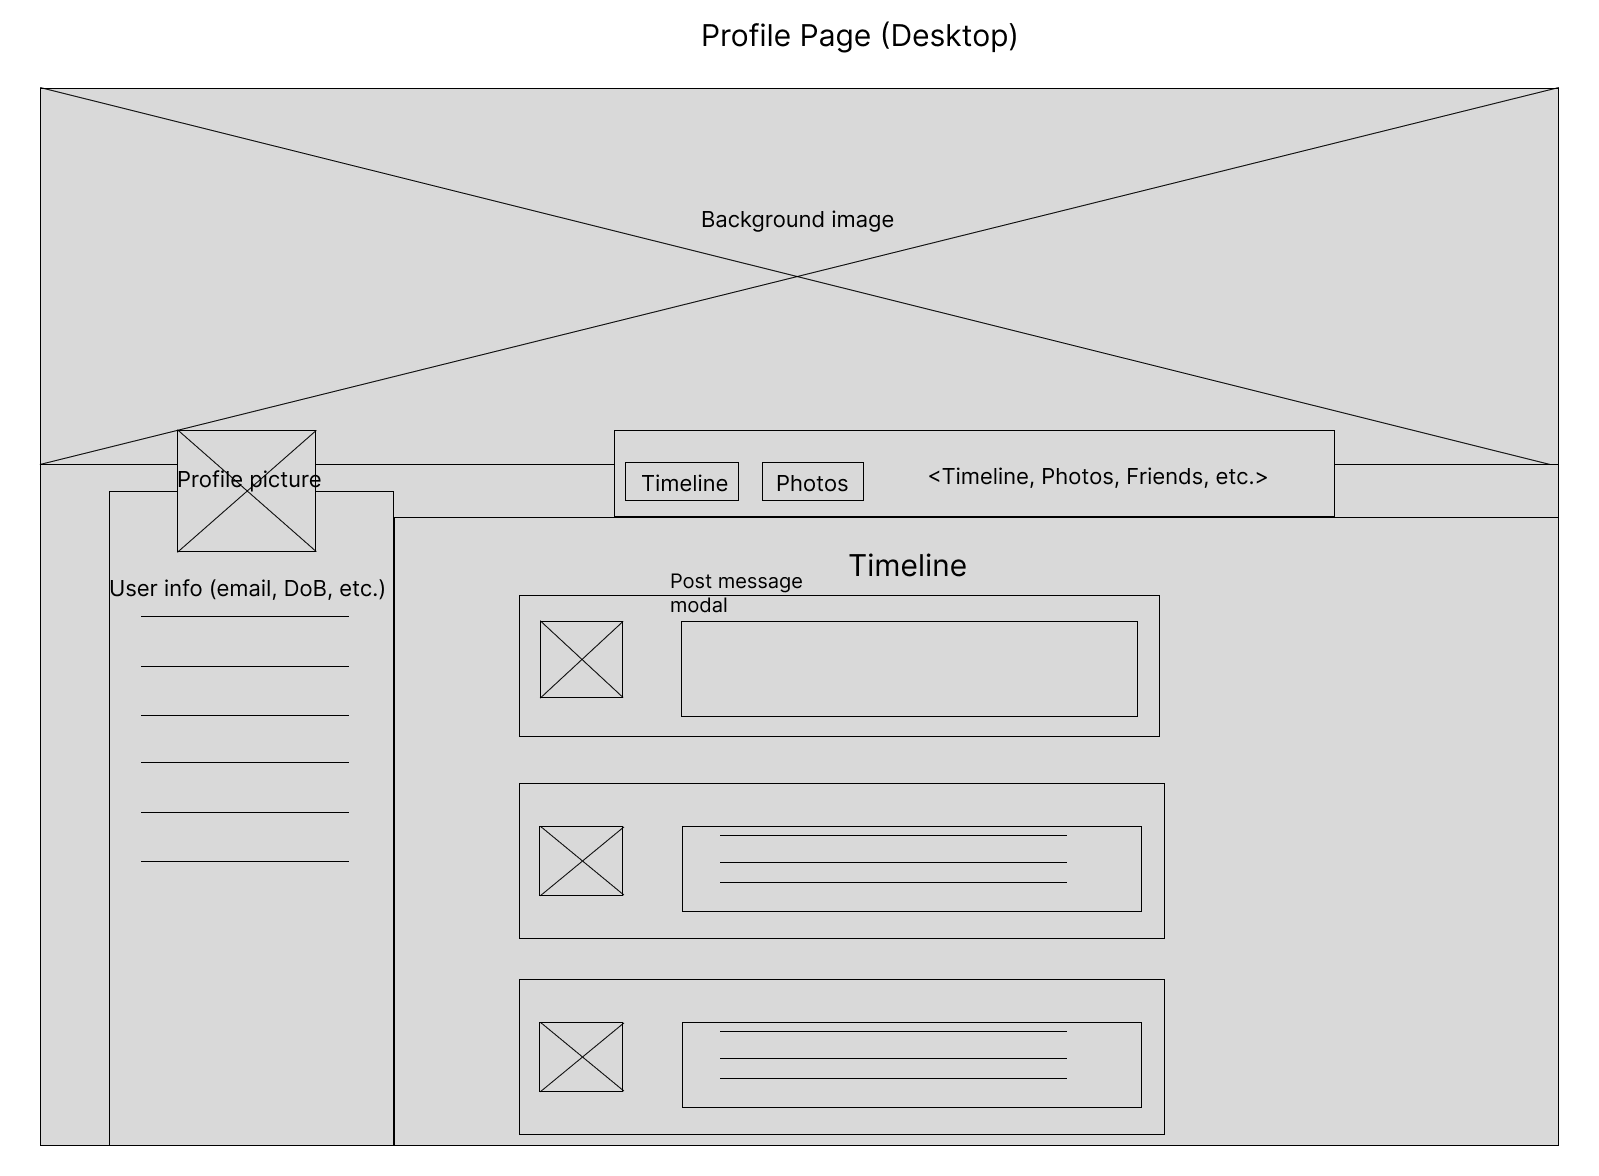 Profile Page (Desktop)
Background image
Profile picture
Timeline
Photos
<Timeline, Photos, Friends, etc.>
User info (email, DoB, etc.)
Timeline
Post message
modal